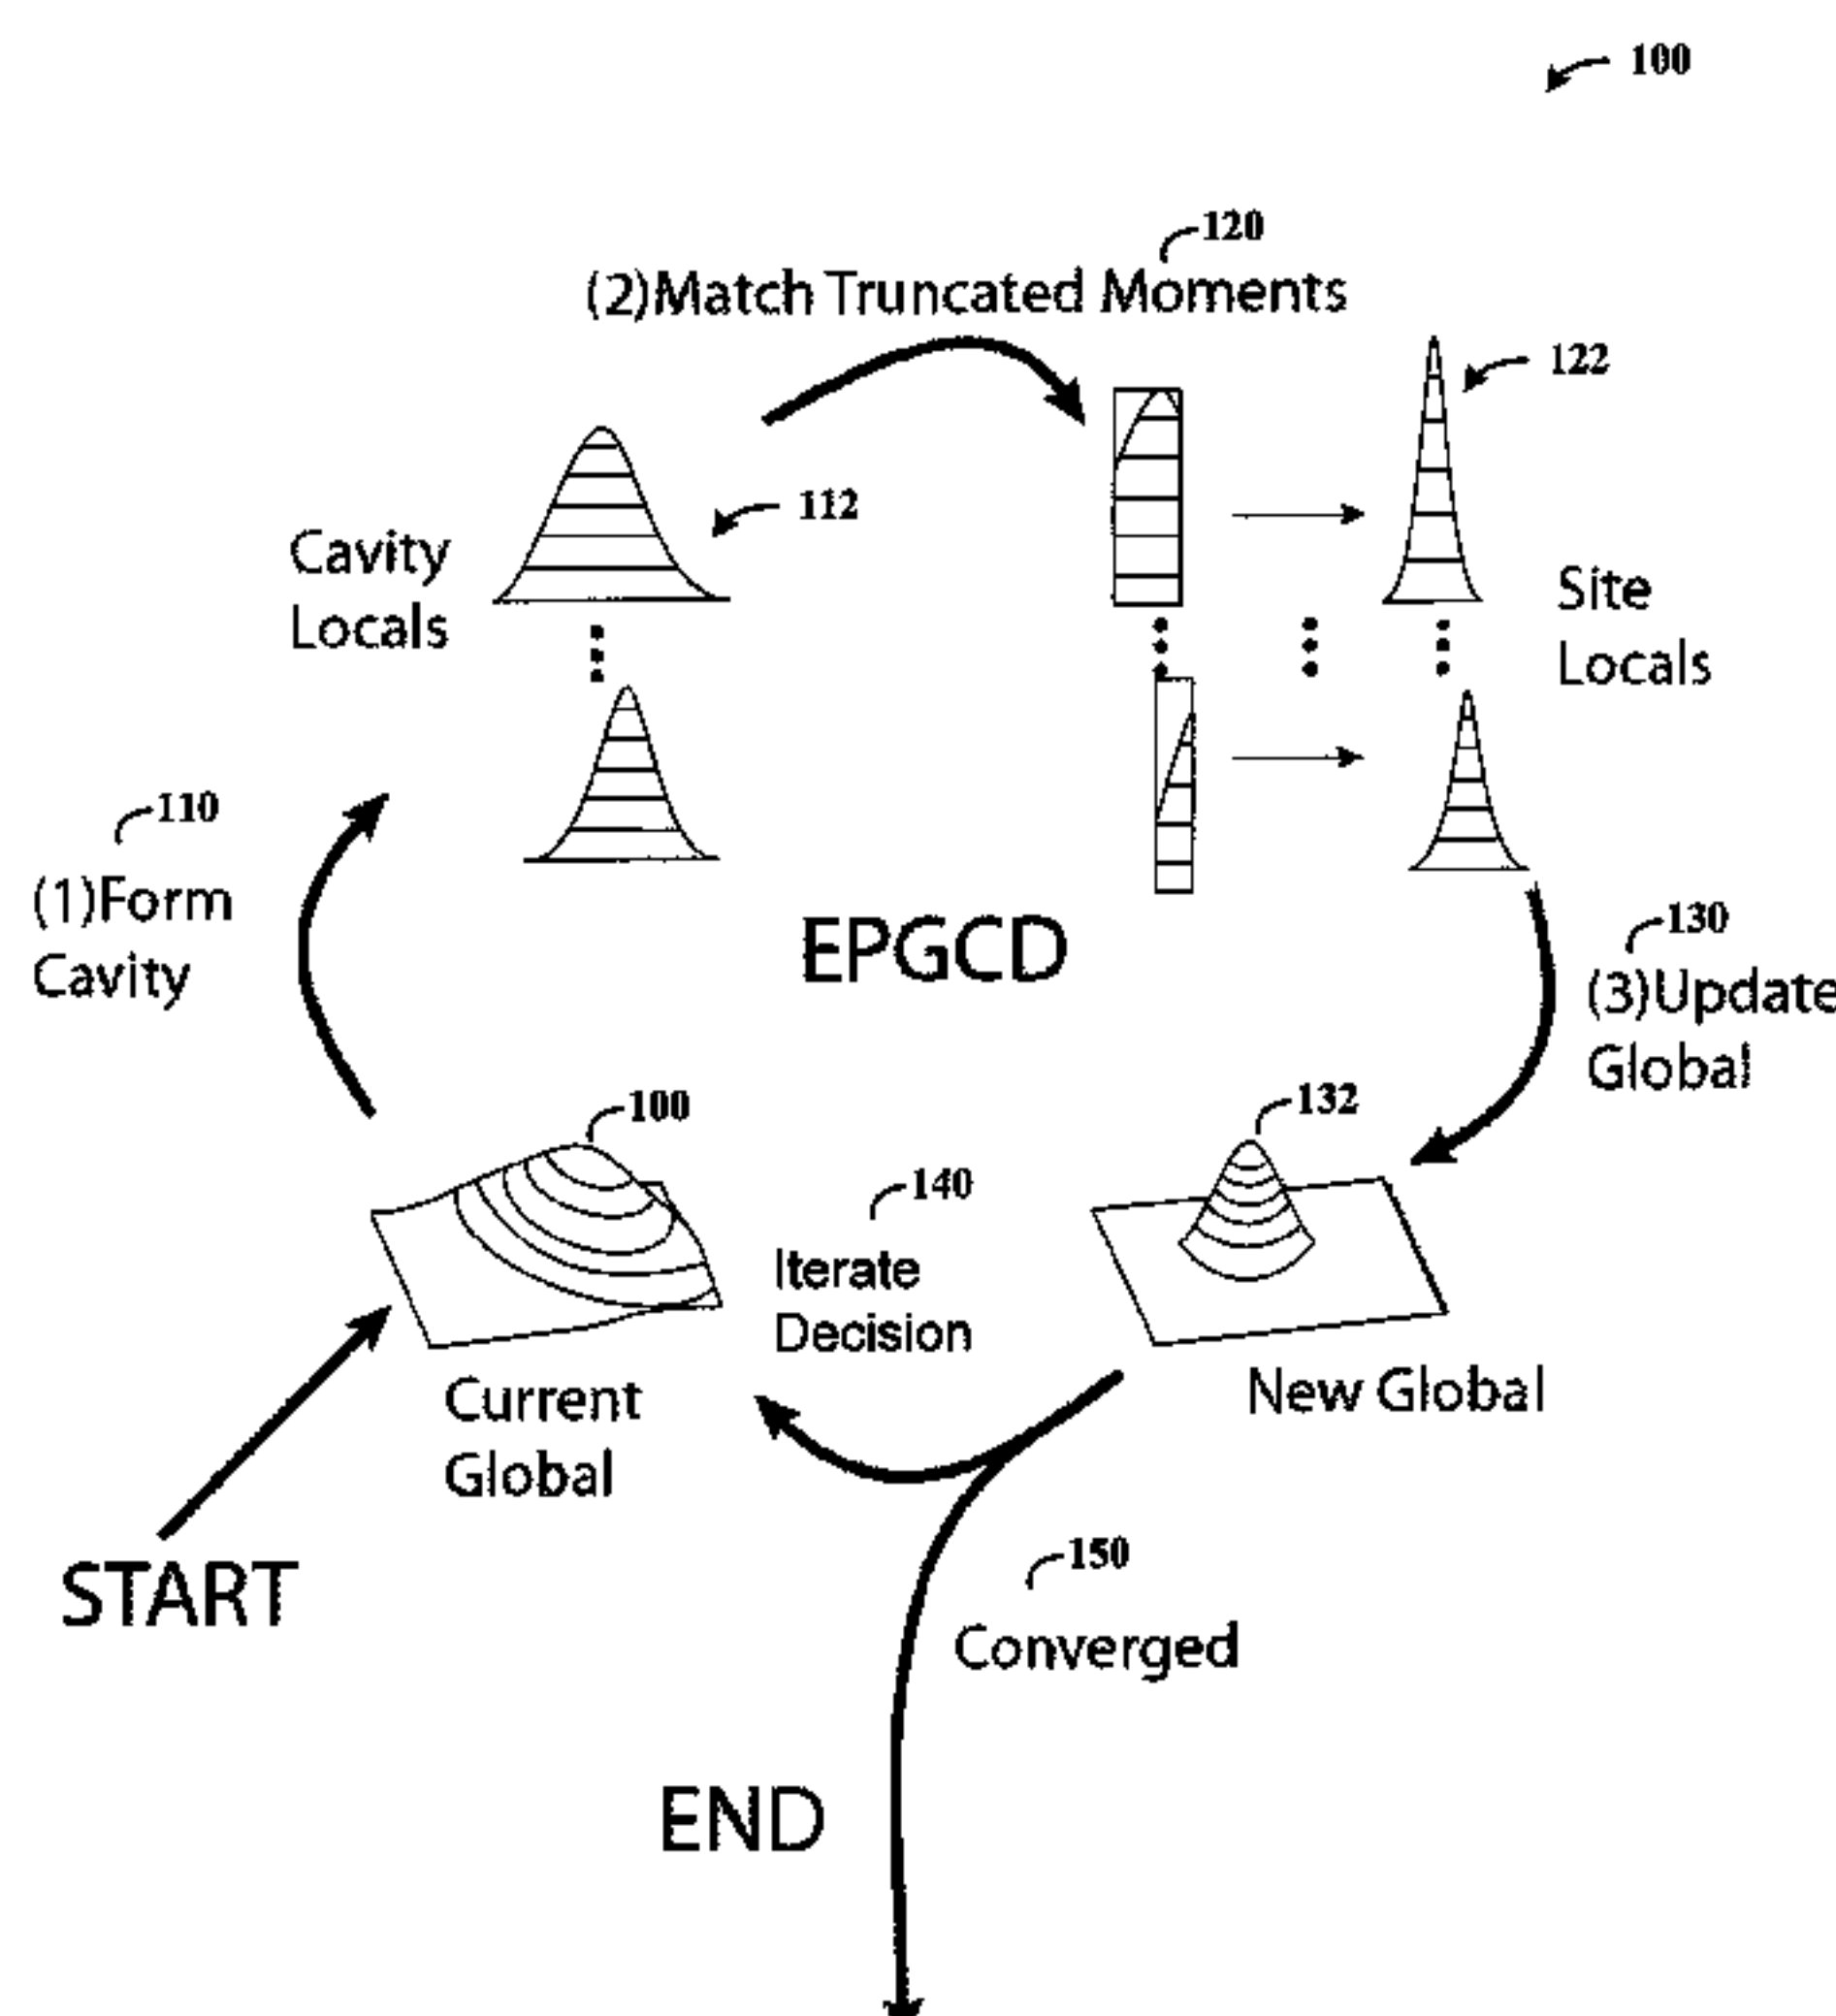 100
120
(2)Match Truncated Moments
122
112
Cavity
Locals
Site
Locals
110
(1)Form
Cavity
EPGCD
130
(3)Update
Global
100
132
140
Iterate
Decision
Current
Global
New Global
START
150
Converged
END